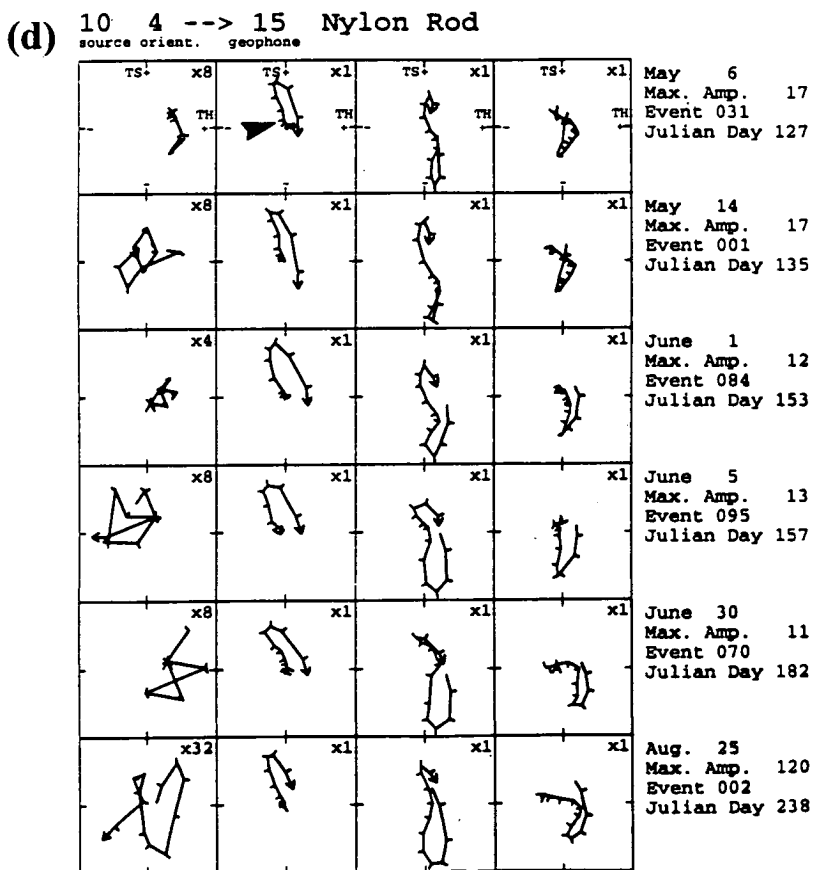 (d) 10 4 --> 15 Nylon Rod
source orient. geophone
TS+ x8 TS+ x1 TS+ x1 TS+ x1
TH TH TH TH
May 6
Max. Amp. 17
Event 031
Julian Day 127
x8 x1 x1 x1
May 14
Max. Amp. 17
Event 001
Julian Day 135
x4 x1 x1 x1
June 1
Max. Amp. 12
Event 084
Julian Day 153
x8 x1 x1 x1
June 5
Max. Amp. 13
Event 095
Julian Day 157
x8 x1 x1 x1
June 30
Max. Amp. 11
Event 070
Julian Day 182
x32 x1 x1 x1
Aug. 25
Max. Amp. 120
Event 002
Julian Day 238